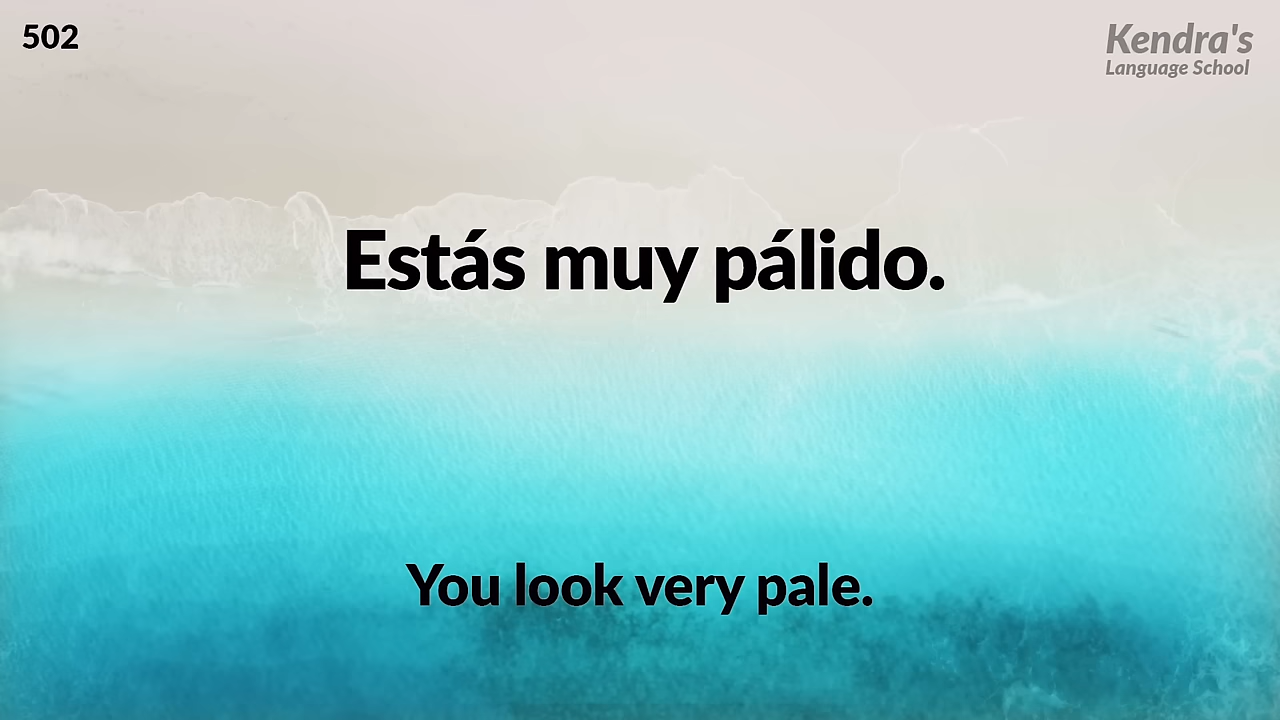 502
Kendra's
Language School
Estás muy pálido.
You look very pale.